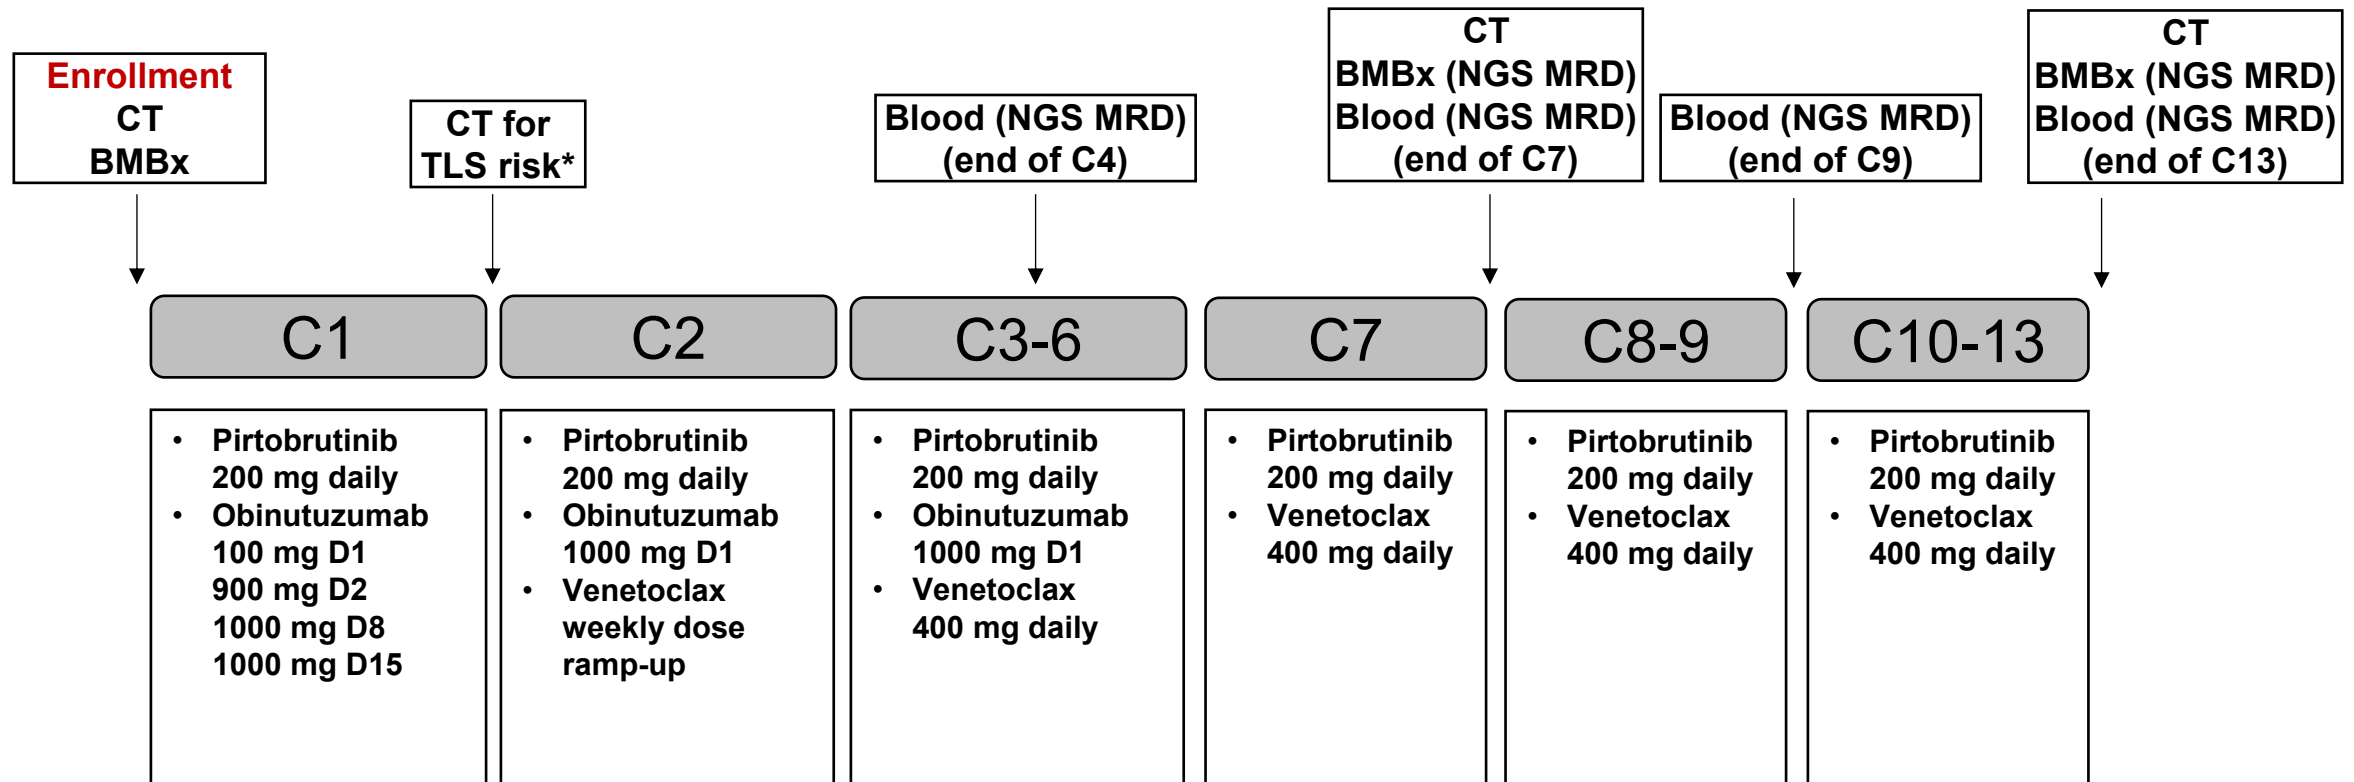 Enrollment
CT
BMBx
CT for
TLS risk*
Blood (NGS MRD)
(end of C4)
CT
BMBx (NGS MRD)
Blood (NGS MRD)
(end of C7)
Blood (NGS MRD)
(end of C9)
CT
BMBx (NGS MRD)
Blood (NGS MRD)
(end of C13)
C1
C2
C3-6
C7
C8-9
C10-13
• Pirtobrutinib
200 mg daily
• Obinutuzumab
100 mg D1
900 mg D2
1000 mg D8
1000 mg D15
• Pirtobrutinib
200 mg daily
• Obinutuzumab
1000 mg D1
• Venetoclax
weekly dose
ramp-up
• Pirtobrutinib
200 mg daily
• Obinutuzumab
1000 mg D1
• Venetoclax
400 mg daily
• Pirtobrutinib
200 mg daily
• Venetoclax
400 mg daily
• Pirtobrutinib
200 mg daily
• Venetoclax
400 mg daily
• Pirtobrutinib
200 mg daily
• Venetoclax
400 mg daily